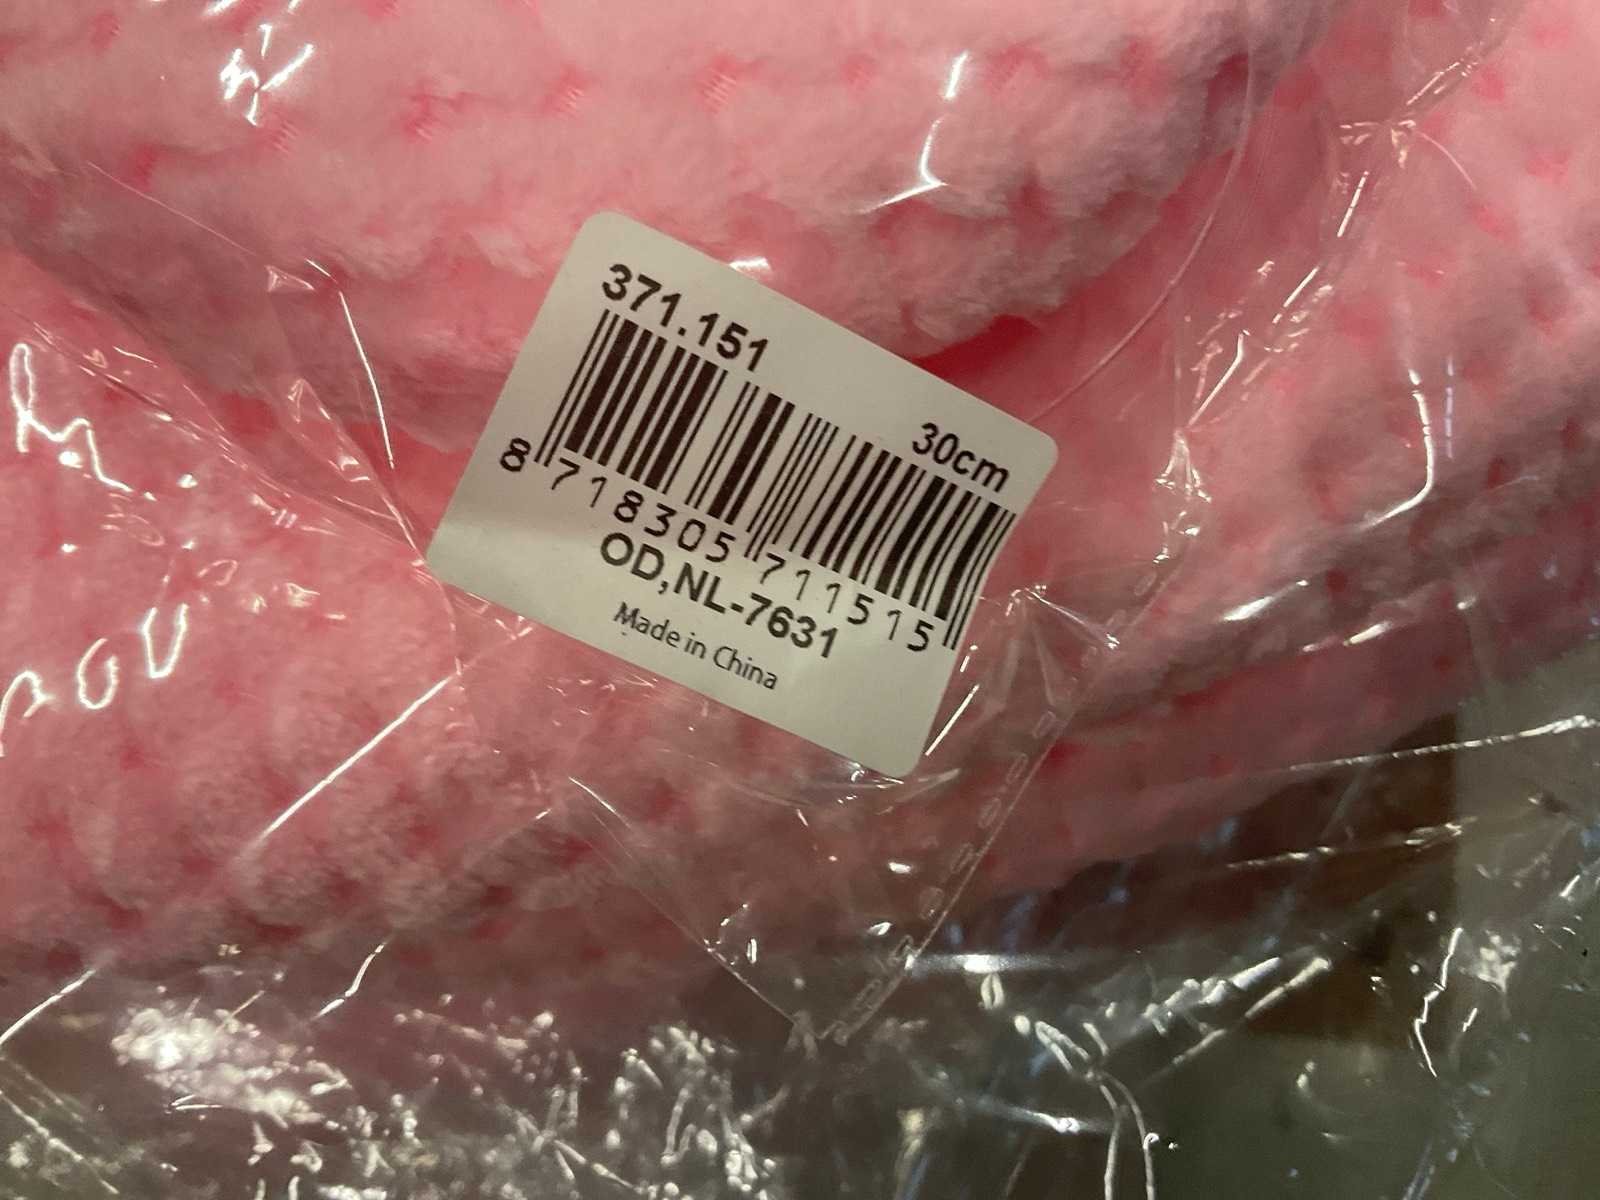 371.151
30cm
8 718305 711515
OD,NL-7631
Made in China